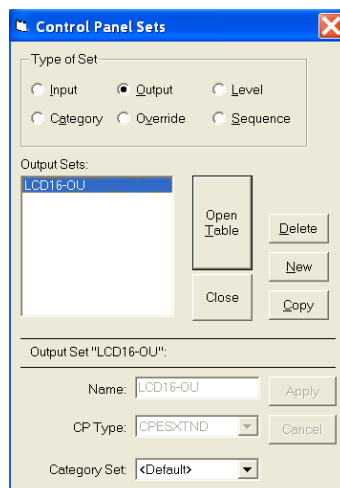 Control Panel Sets
Type of Set
Input Output Level
Category Override Sequence
Output Sets:
LCD16-OU
Open Table
Delete
New
Close
Copy
Output Set "LCD16-OU":
Name: LCD16-OU Apply
CP Type: CPESXTND Cancel
Category Set: <Default>